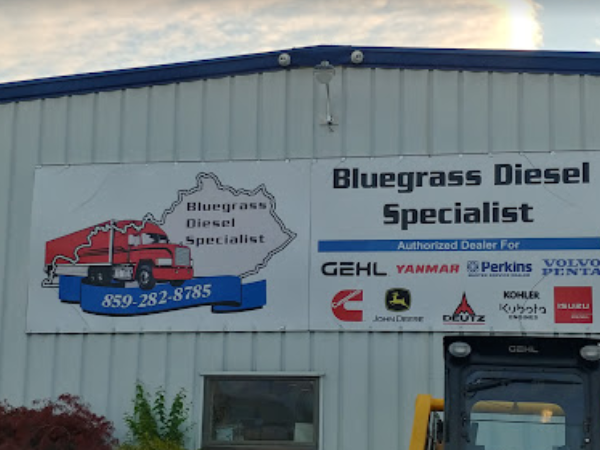 Bluegrass
Diesel
Specialist
859-282-8785
Bluegrass Diesel
Specialist
Authorized Dealer For
GEHL YANMAR Perkins VOLVO
PENTA
JOHN DEERE DEUTZ KOHLER
Kubota
ENGINES
ISUZU
GEHL